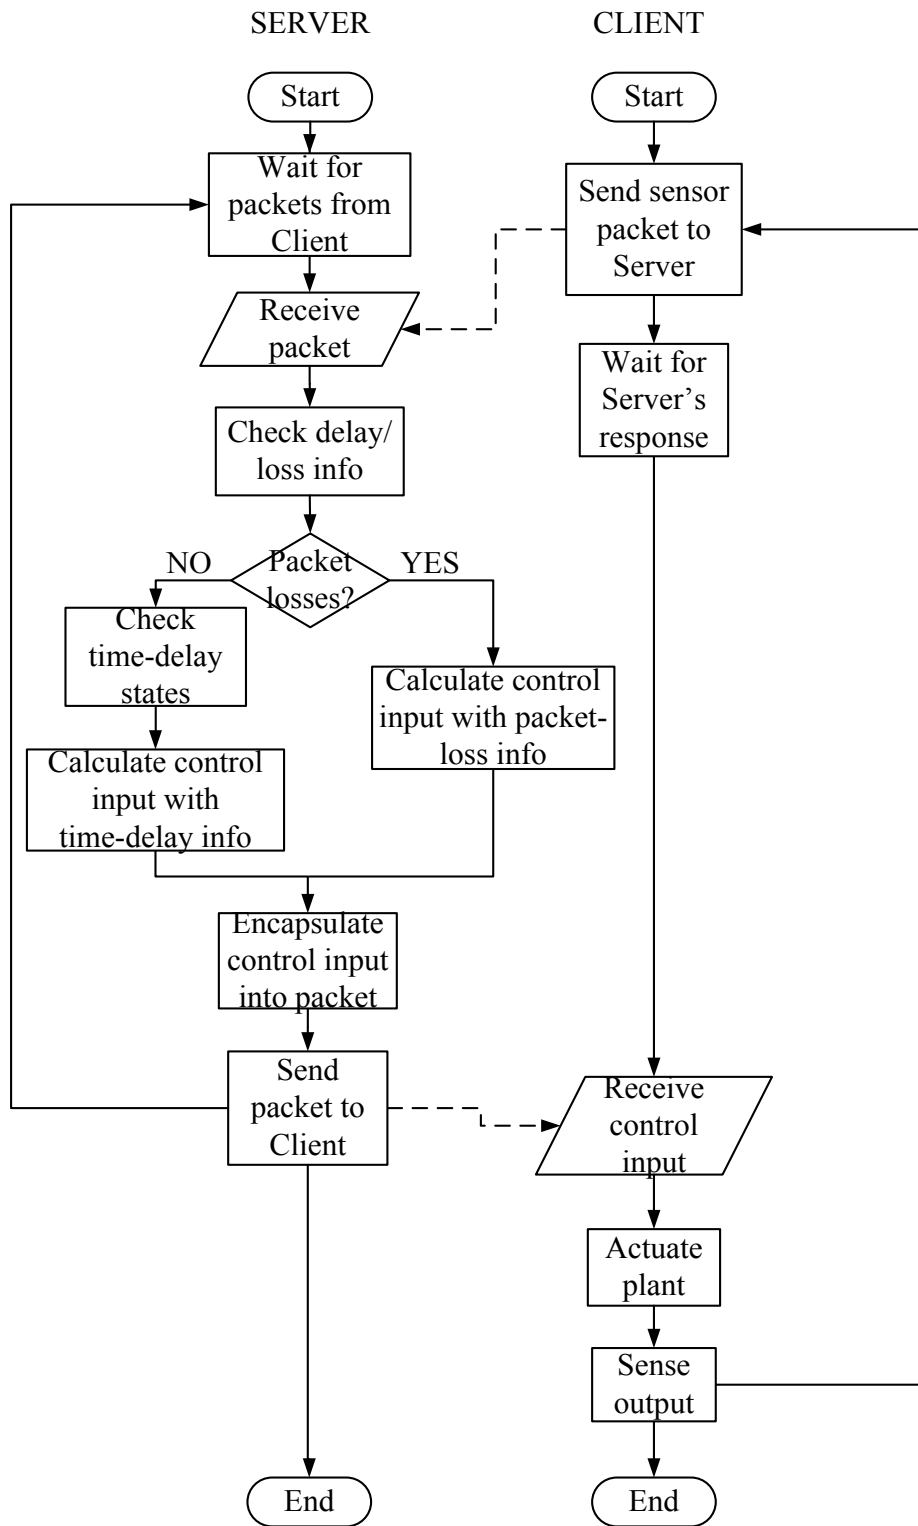 SERVER
CLIENT
Start
Wait for
packets from
Client
Receive
packet
Check delay/
loss info
NO
Packet
losses?
YES
Check
time-delay
states
Calculate control
input with
time-delay info
Calculate control
input with packet-
loss info
Encapsulate
control input
into packet
Send
packet to
Client
End
Start
Send sensor
packet to
Server
Wait for
Server’s
response
Receive
control
input
Actuate
plant
Sense
output
End